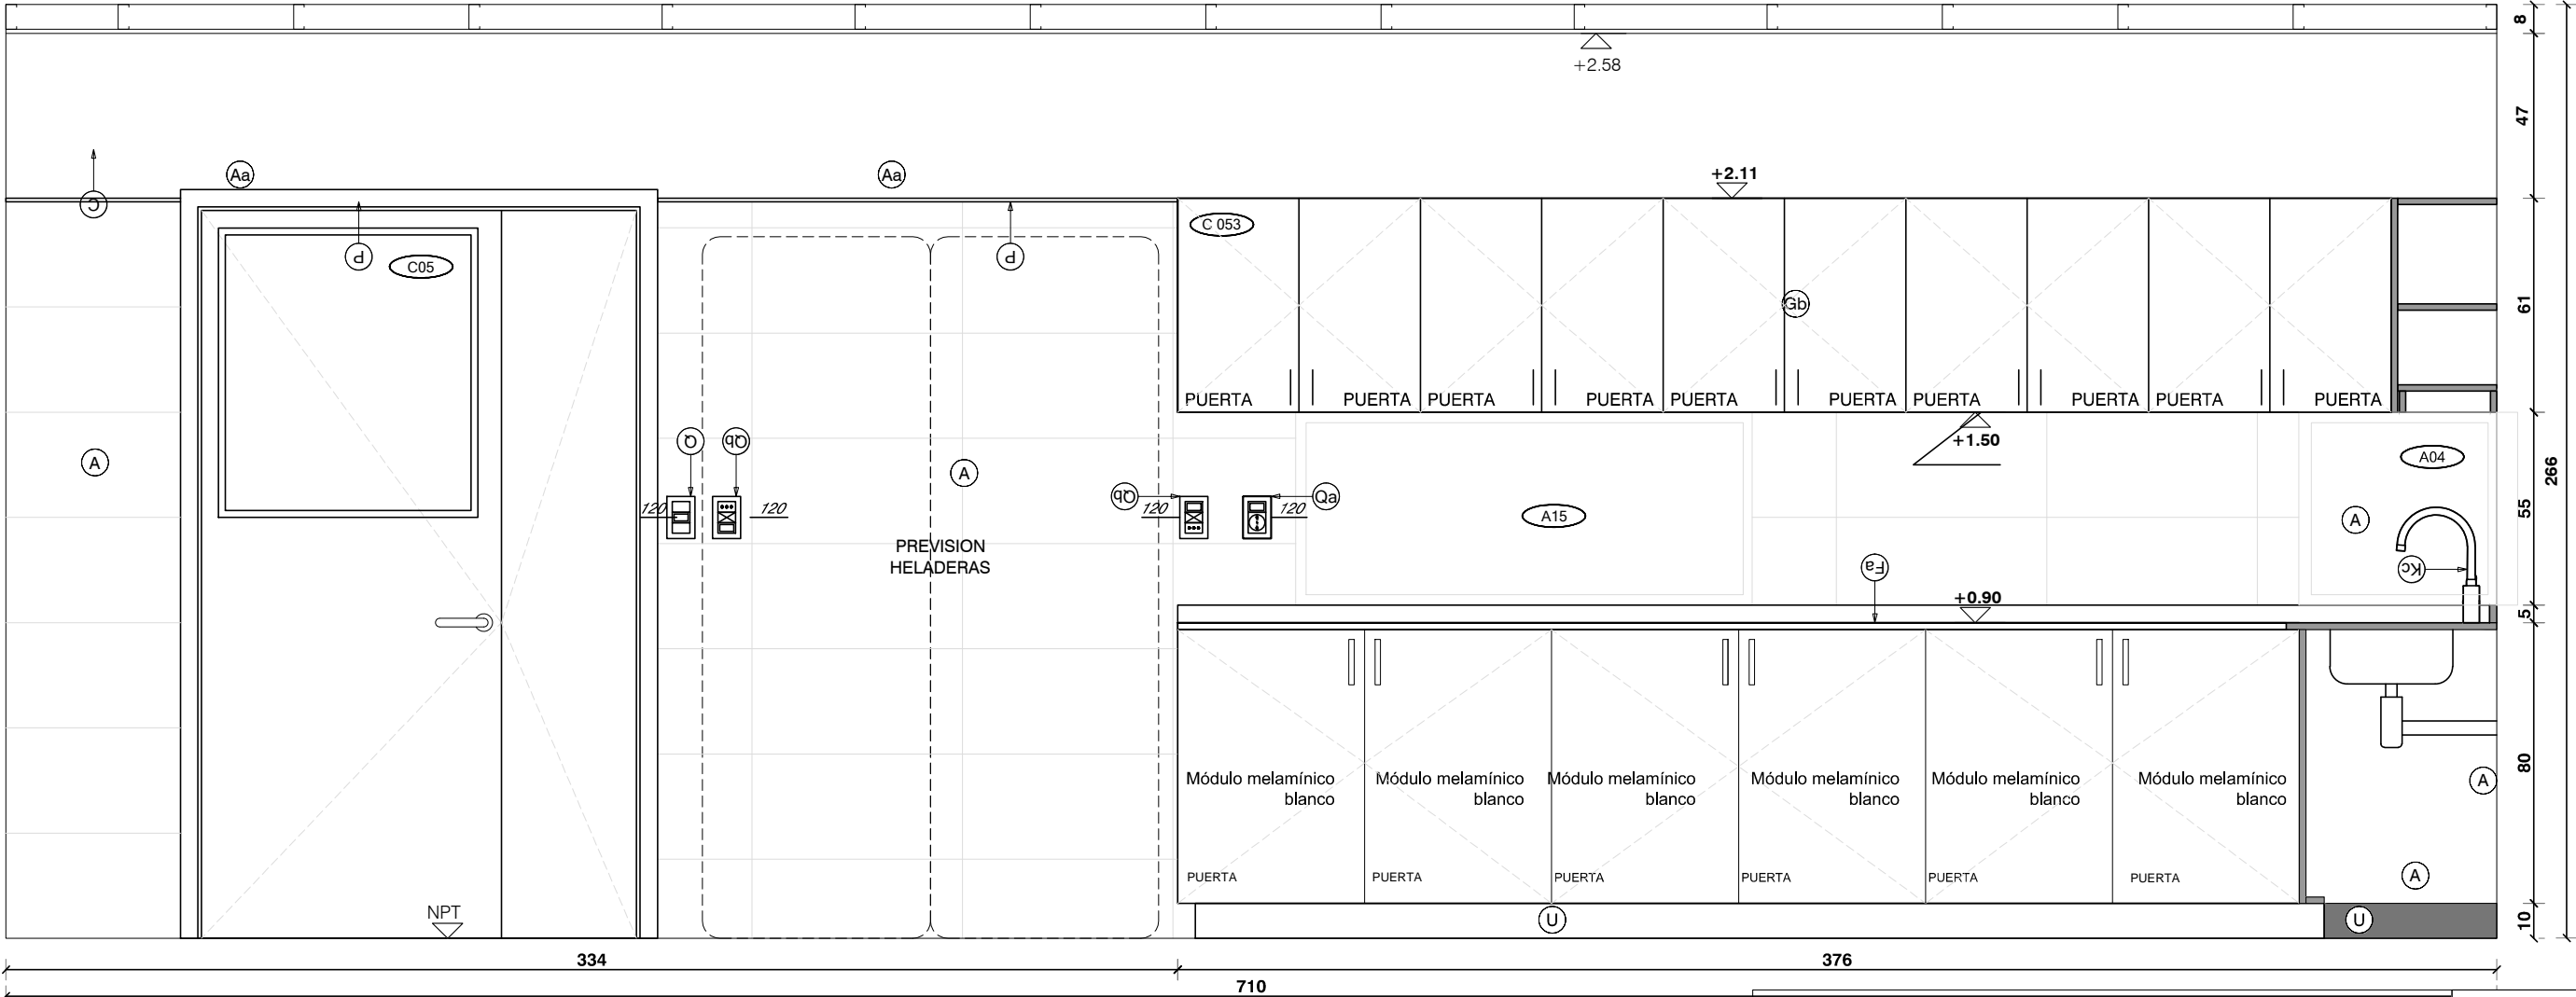 8
+2.58
47
Aa
Aa
+2.11
C
C 053
P
C05
P
Gb
61
PUERTA
PUERTA
PUERTA
PUERTA
PUERTA
PUERTA
PUERTA
PUERTA
PUERTA
PUERTA
Q
Qb
+1.50
A04
A
A
266
Qb
Qa
120
120
120
120
A15
A
55
PREVISION
HELADERAS
Fa
Kc
+0.90
5
80
Módulo melamínico
blanco
Módulo melamínico
blanco
Módulo melamínico
blanco
Módulo melamínico
blanco
Módulo melamínico
blanco
Módulo melamínico
blanco
A
PUERTA
PUERTA
PUERTA
PUERTA
PUERTA
PUERTA
A
NPT
U
U
10
334
376
710